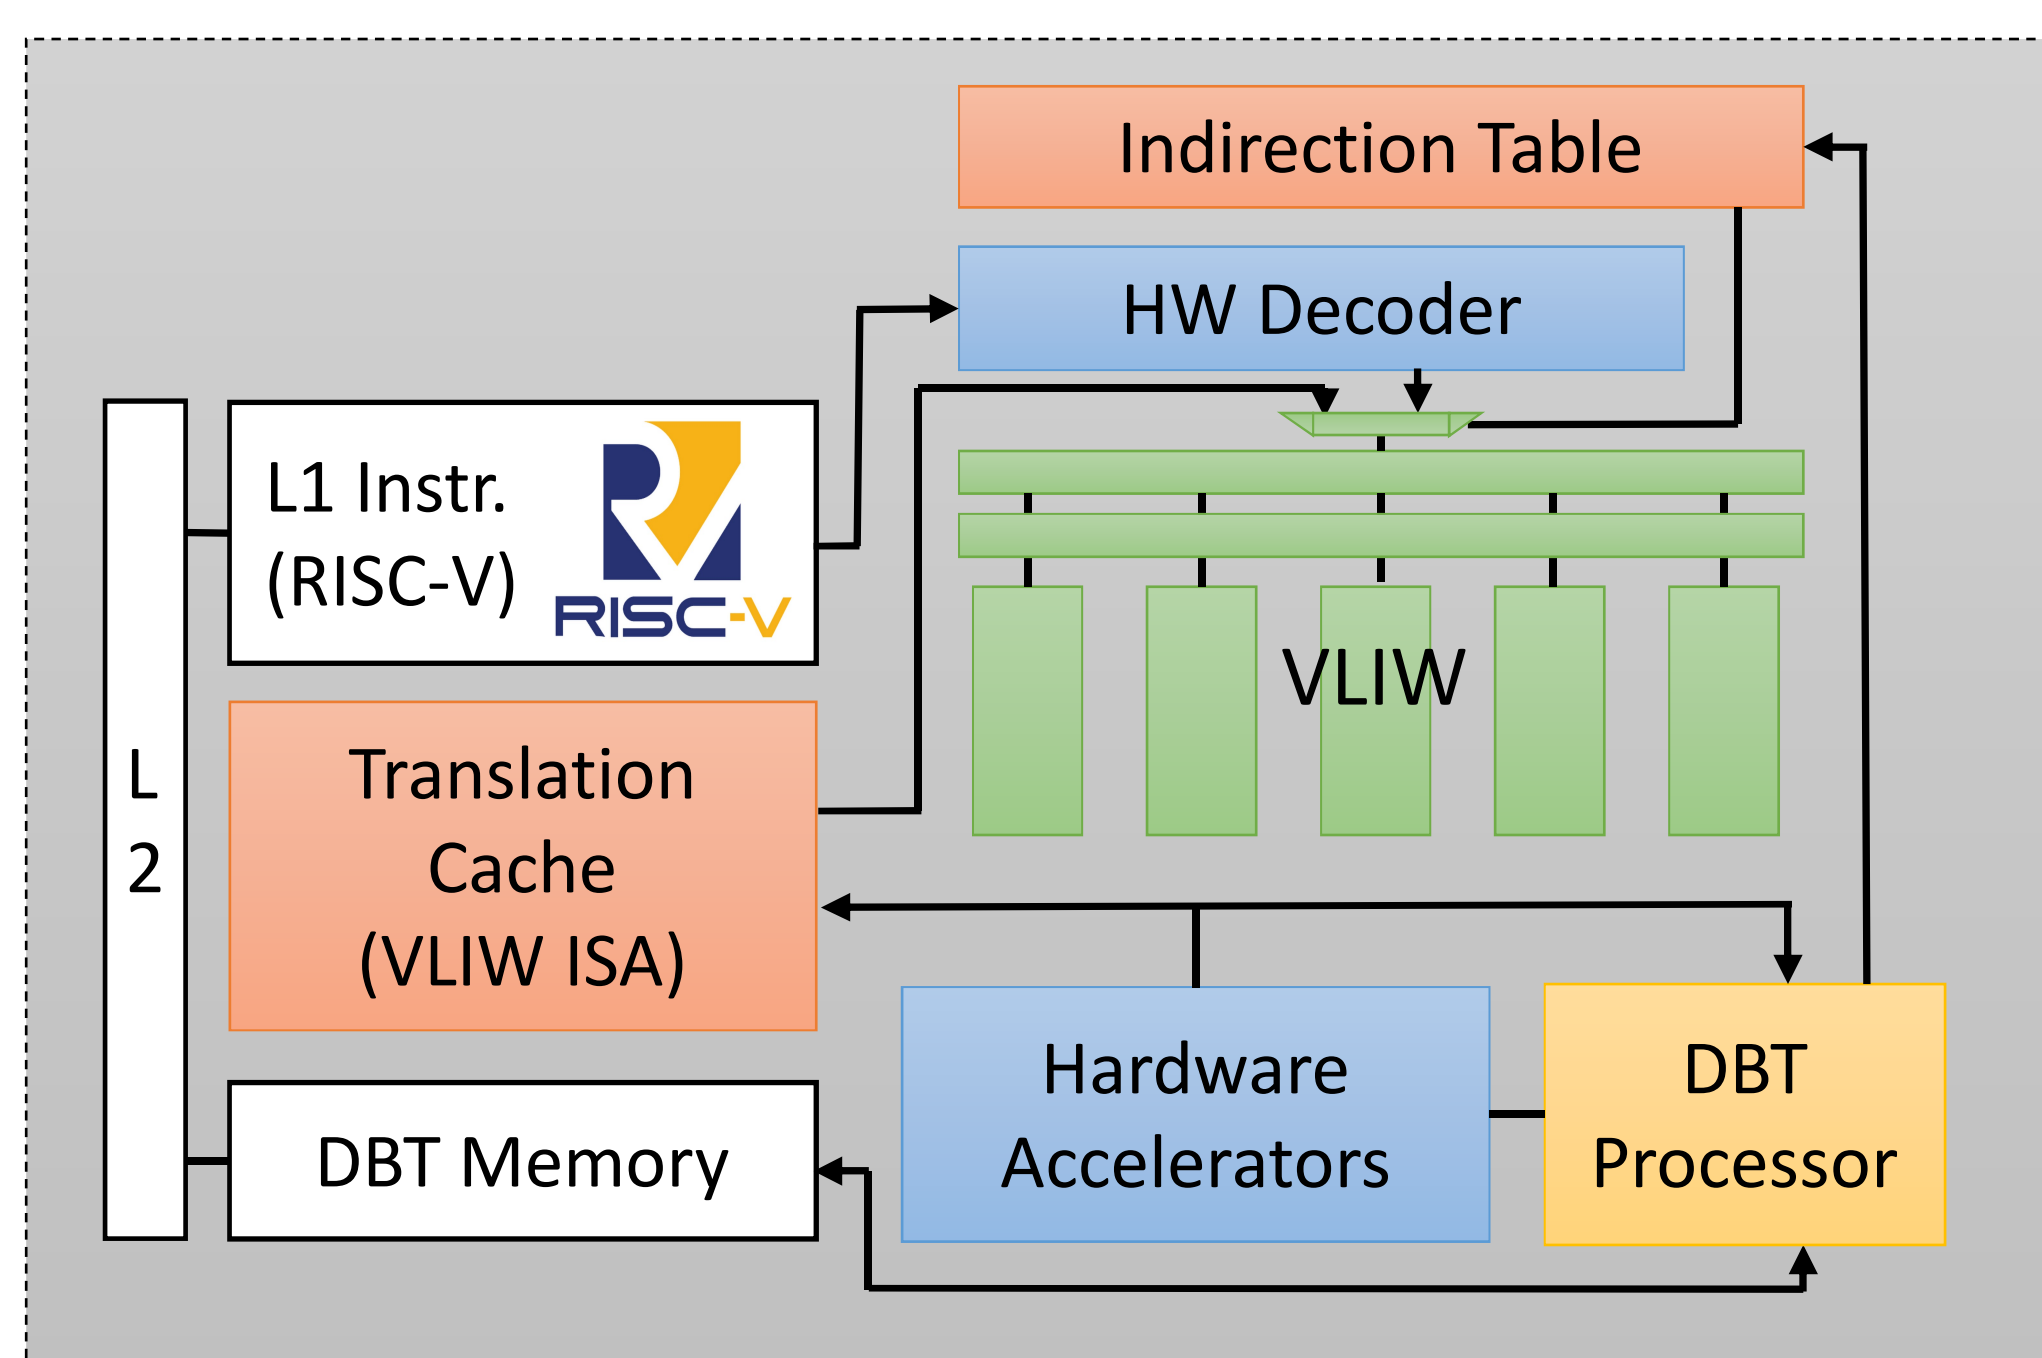 Indirection Table
HW Decoder
L1 Instr.
(RISC-V)
RISC-V
VLIW
L
2
Translation
Cache
(VLIW ISA)
Hardware
Accelerators
DBT
Processor
DBT Memory